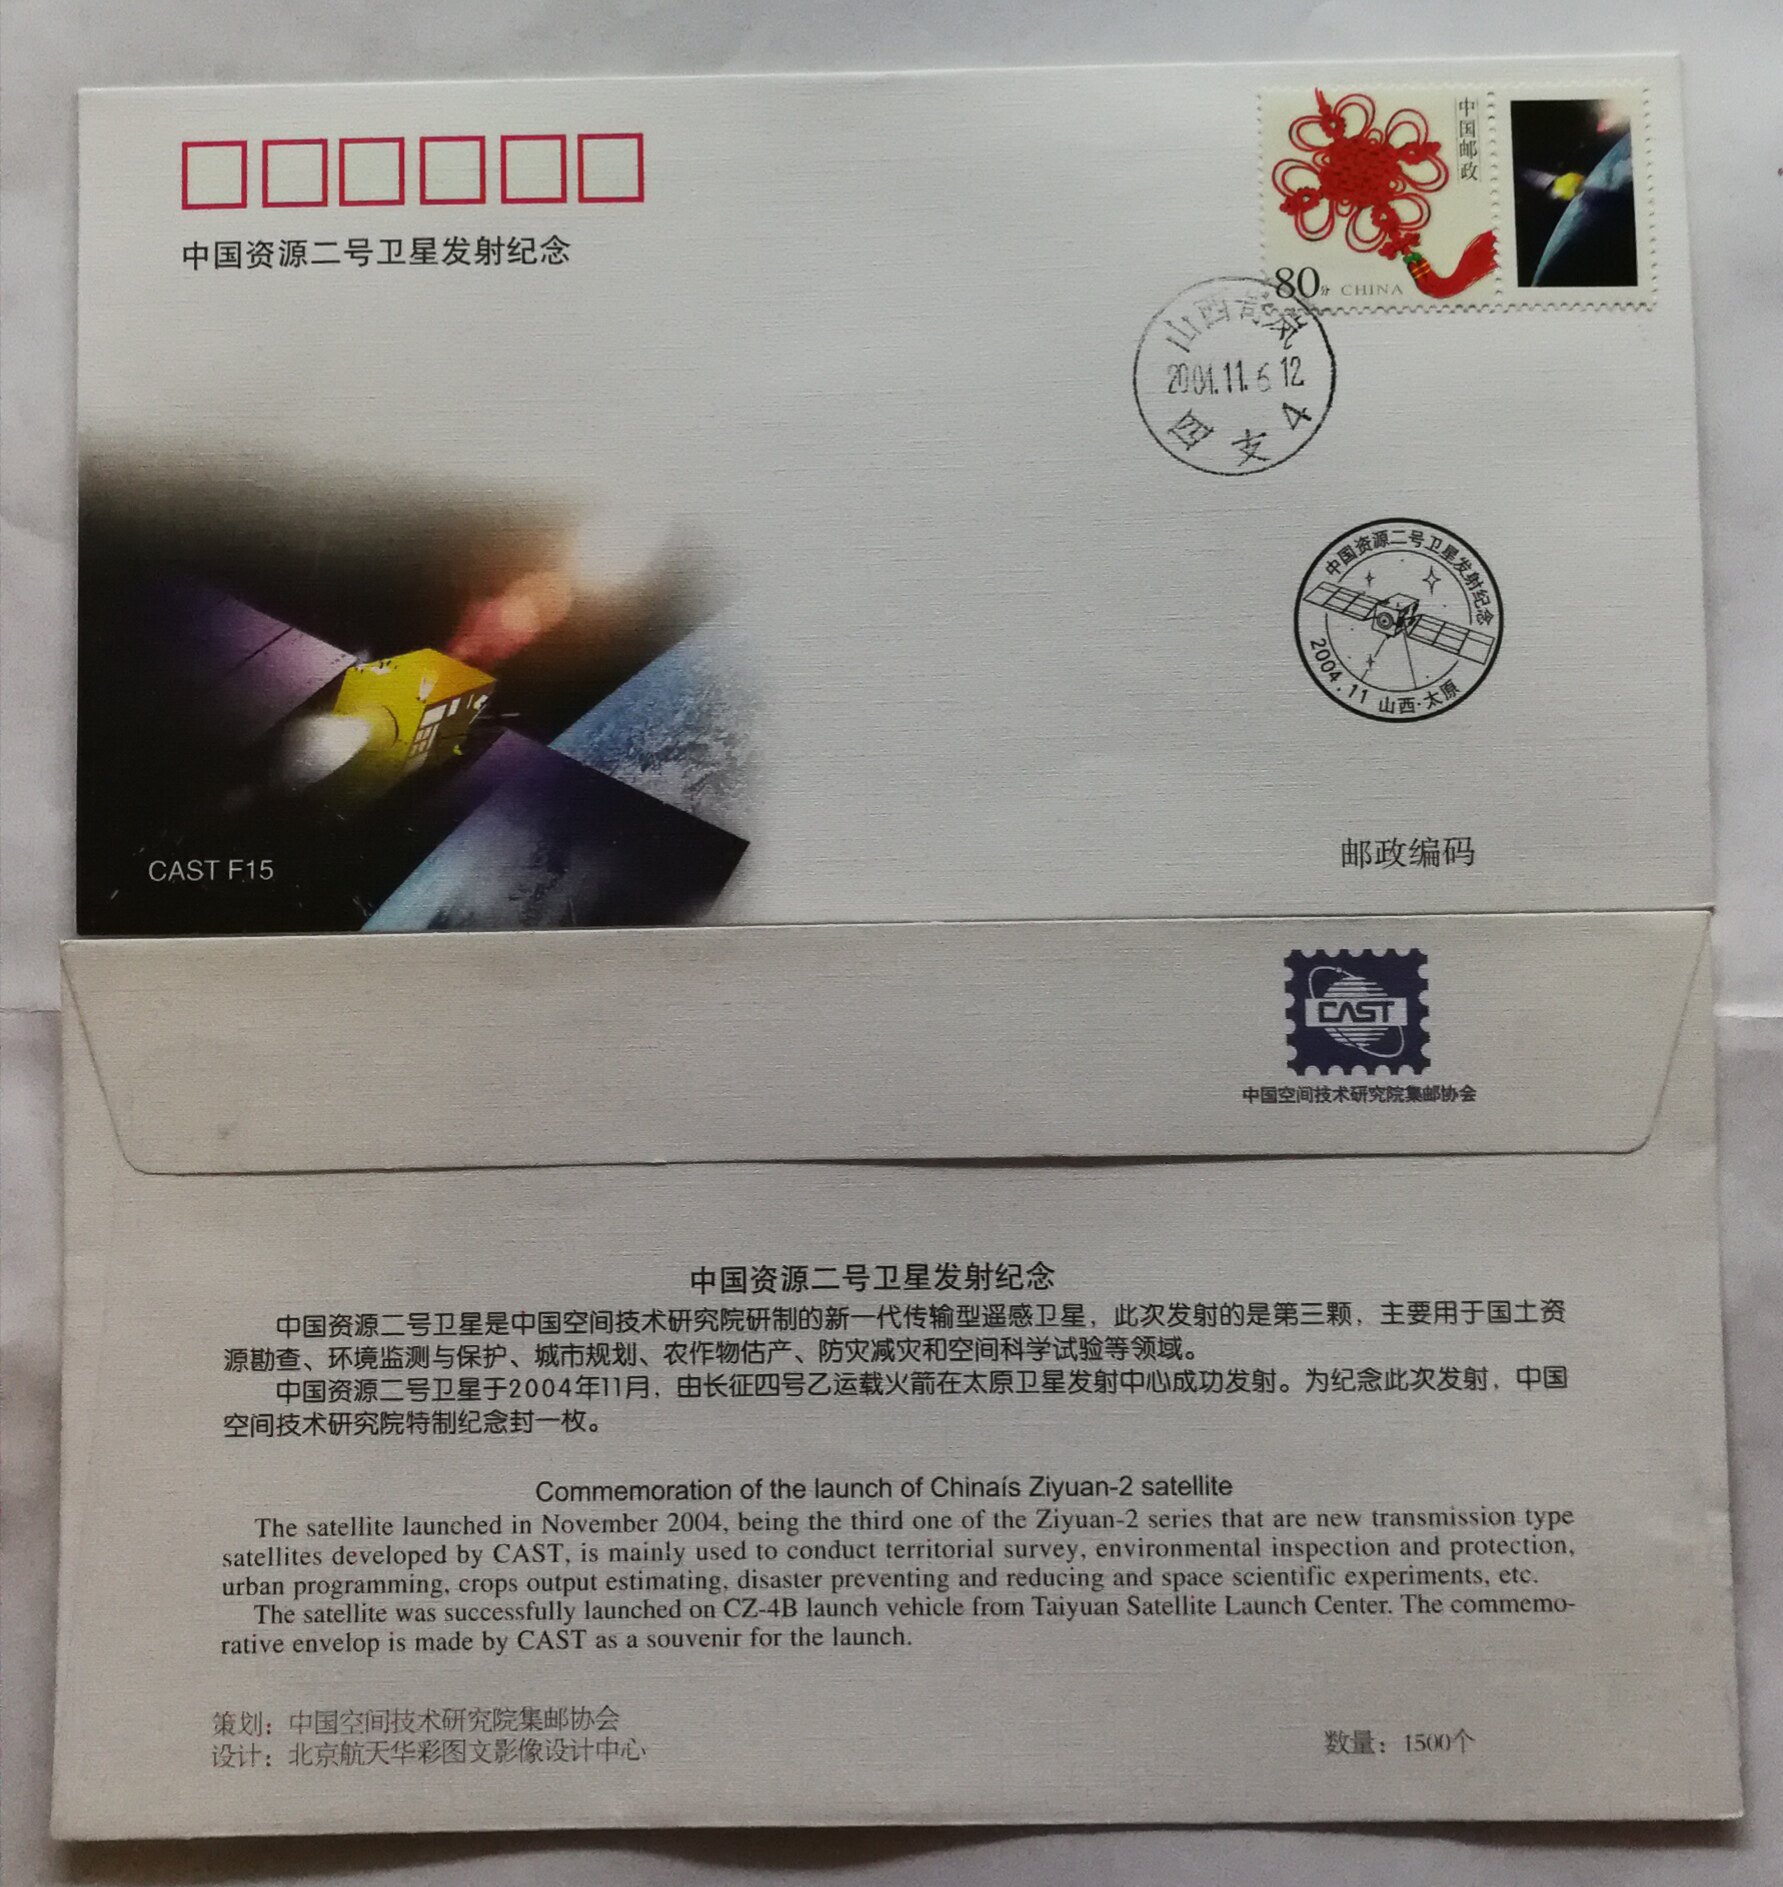 中国邮政
80分 CHINA
中国资源二号卫星发射纪念
山西岢岚
2004.11.6 12
四支4
中国资源二号卫星发射纪念
2004.11 山西·太原
CAST F15
邮政编码
CAST
中国空间技术研究院集邮协会
中国资源二号卫星发射纪念
中国资源二号卫星是中国空间技术研究院研制的新一代传输型遥感卫星，此次发射的是第三颗，主要用于国土资
源勘查、环境监测与保护、城市规划、农作物估产、防灾减灾和空间科学试验等领域。
中国资源二号卫星于2004年11月，由长征四号乙运载火箭在太原卫星发射中心成功发射。为纪念此次发射，中国
空间技术研究院特制纪念封一枚。
Commemoration of the launch of Chinaís Ziyuan-2 satellite
The satellite launched in November 2004, being the third one of the Ziyuan-2 series that are new transmission type
satellites developed by CAST, is mainly used to conduct territorial survey, environmental inspection and protection,
urban programming, crops output estimating, disaster preventing and reducing and space scientific experiments, etc.
The satellite was successfully launched on CZ-4B launch vehicle from Taiyuan Satellite Launch Center. The commemo-
rative envelop is made by CAST as a souvenir for the launch.
策划：中国空间技术研究院集邮协会
设计：北京航天华彩图文影像设计中心
数量：1500个